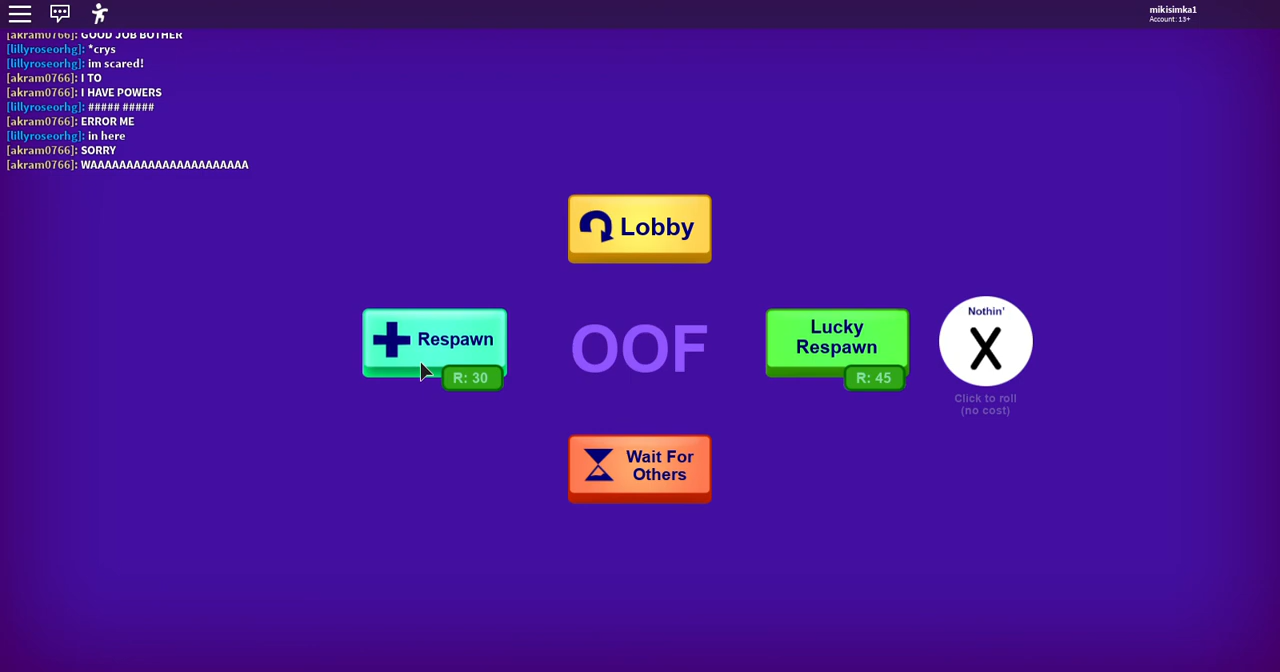 mikisimka1
Account: 13+
[akram0766]: GOOD JOB BOTHER
[lillyroseorhg]: *crys
[lillyroseorhg]: im scared!
[akram0766]: I TO
[akram0766]: I HAVE POWERS
[lillyroseorhg]: ##### #####
[akram0766]: ERROR ME
[lillyroseorhg]: in here
[akram0766]: SORRY
[akram0766]: WAAAAAAAAAAAAAAAAAAAAAA
Lobby
Respawn
R: 30
OOF
Lucky
Respawn
R: 45
Nothin'
X
Click to roll
(no cost)
Wait For
Others